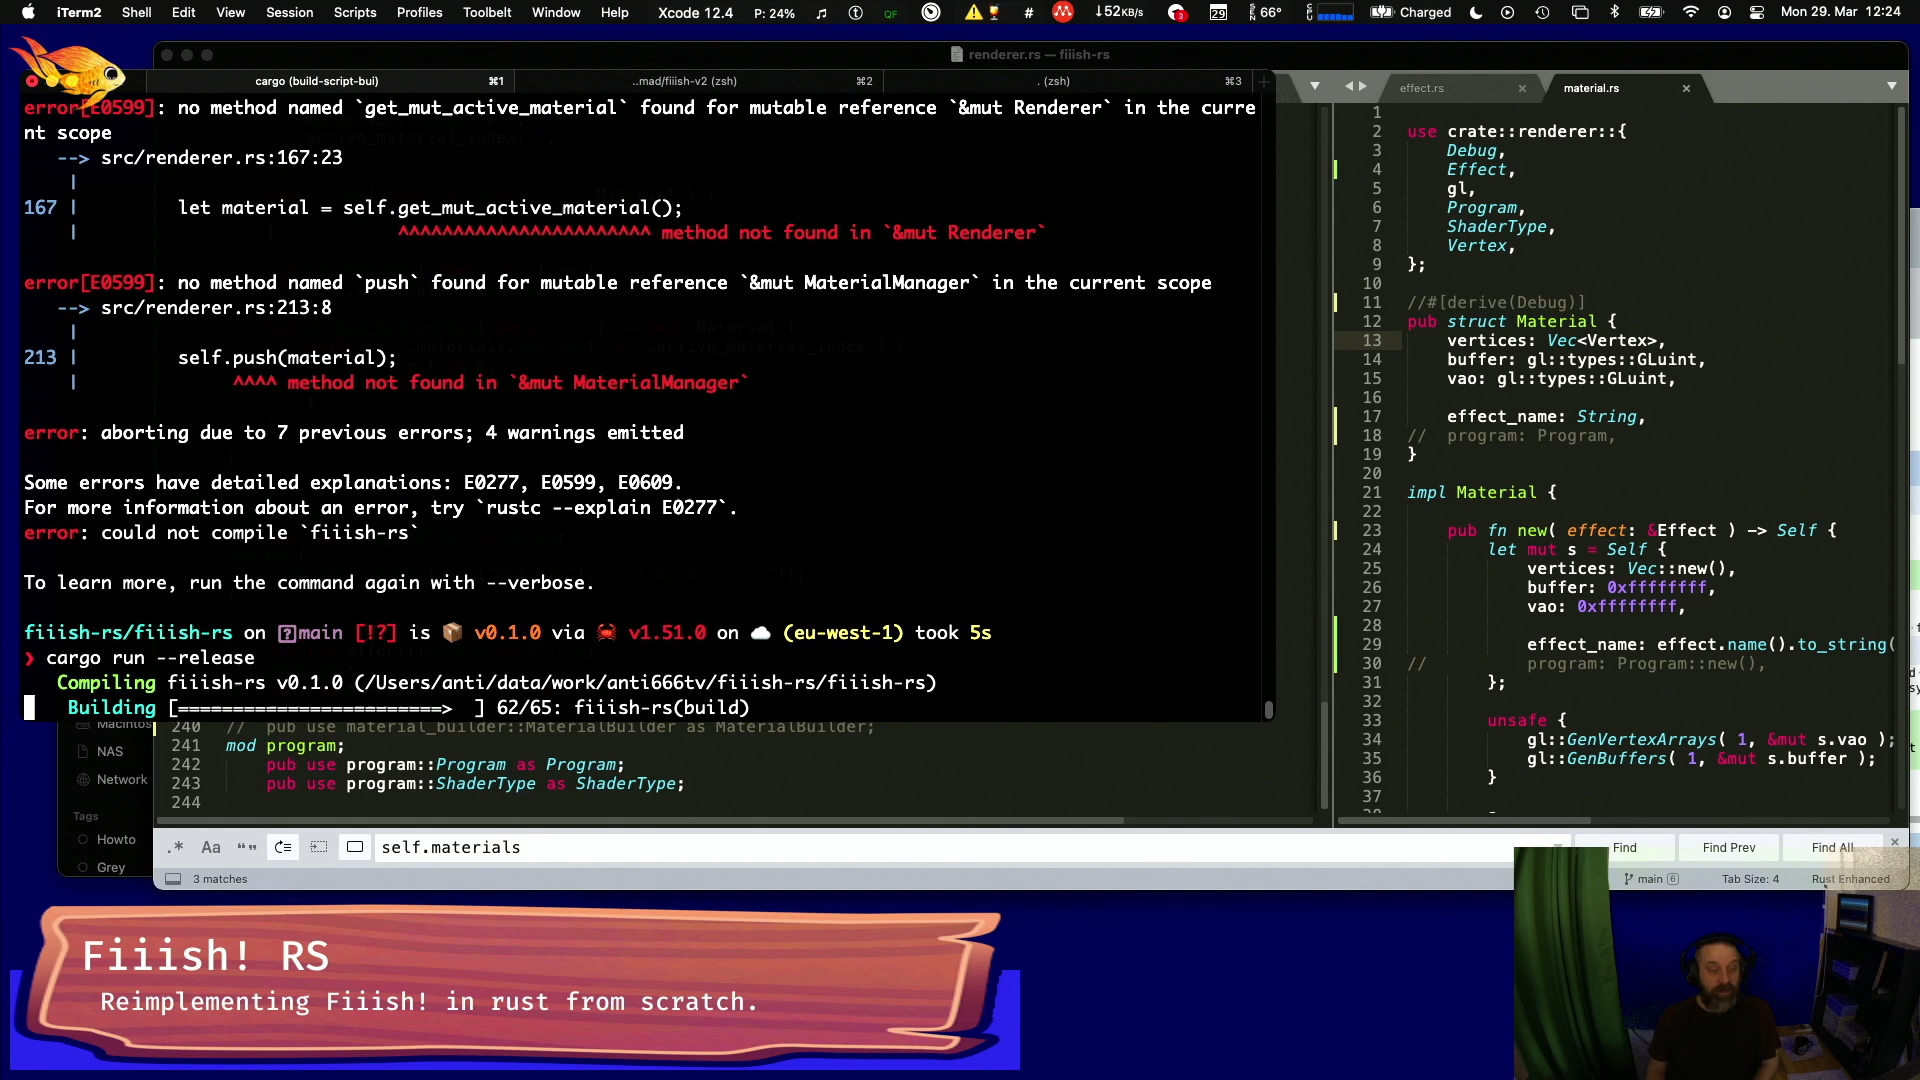 iTerm2 Shell Edit View Session Scripts Profiles Toolbelt Window Help Xcode 12.4 P: 24% QF # 52KB/s 3 29 66° Charged Mon 29. Mar 12:24
renderer.rs — fiiish-rs
cargo (build-script-bui) ⌘1 ..mad/fiiish-v2 (zsh) ⌘2 . (zsh) ⌘3
error[E0599]: no method named `get_mut_active_material` found for mutable reference `&mut Renderer` in the curre
nt scope
--> src/renderer.rs:167:23
|
167 | let material = self.get_mut_active_material();
| ^^^^^^^^^^^^^^^^^^^^^^^ method not found in `&mut Renderer`
error[E0599]: no method named `push` found for mutable reference `&mut MaterialManager` in the current scope
--> src/renderer.rs:213:8
|
213 | self.push(material);
| ^^^^ method not found in `&mut MaterialManager`
error: aborting due to 7 previous errors; 4 warnings emitted
Some errors have detailed explanations: E0277, E0599, E0609.
For more information about an error, try `rustc --explain E0277`.
error: could not compile `fiiish-rs`
To learn more, run the command again with --verbose.
fiiish-rs/fiiish-rs on main [!?] is 📦 v0.1.0 via 🦀 v1.51.0 on ☁️ (eu-west-1) took 5s
❯ cargo run --release
Compiling fiiish-rs v0.1.0 (/Users/anti/data/work/anti666tv/fiiish-rs/fiiish-rs)
Building [========================> ] 62/65: fiiish-rs(build)
Macintos
NAS
Network
Tags
Howto
Grey
240 // pub use material_builder::MaterialBuilder as MaterialBuilder;
241 mod program;
242 pub use program::Program as Program;
243 pub use program::ShaderType as ShaderType;
244
effect.rs × material.rs ×
1
2 use crate::renderer::{
3 Debug,
4 Effect,
5 gl,
6 Program,
7 ShaderType,
8 Vertex,
9 };
10
11 //#[derive(Debug)]
12 pub struct Material {
13 vertices: Vec<Vertex>,
14 buffer: gl::types::GLuint,
15 vao: gl::types::GLuint,
16
17 effect_name: String,
18 // program: Program,
19 }
20
21 impl Material {
22
23 pub fn new( effect: &Effect ) -> Self {
24 let mut s = Self {
25 vertices: Vec::new(),
26 buffer: 0xffffffff,
27 vao: 0xffffffff,
28
29 effect_name: effect.name().to_string(
30 // program: Program::new(),
31 };
32
33 unsafe {
34 gl::GenVertexArrays( 1, &mut s.vao );
35 gl::GenBuffers( 1, &mut s.buffer );
36 }
37
.* Aa “” self.materials Find Find Prev Find All ×
3 matches main 6 Tab Size: 4 Rust Enhanced
Fiiish! RS
Reimplementing Fiiish! in rust from scratch.